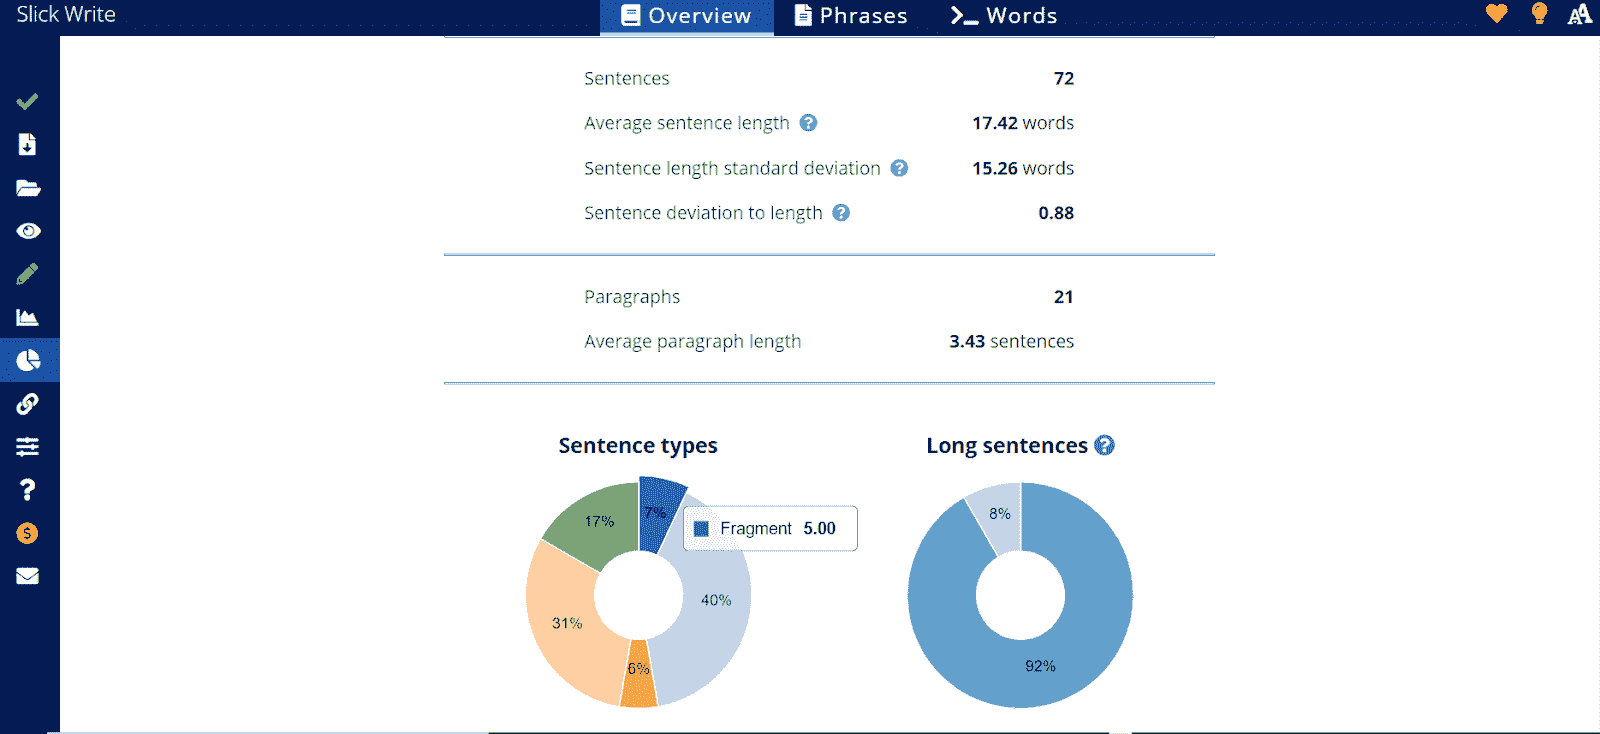 Slick Write
Overview
Phrases
Words
Sentences 72
Average sentence length ? 17.42 words
Sentence length standard deviation ? 15.26 words
Sentence deviation to length ? 0.88
Paragraphs 21
Average paragraph length 3.43 sentences
Sentence types
7%
17%
Fragment 5.00
40%
31%
6%
Long sentences ?
8%
92%